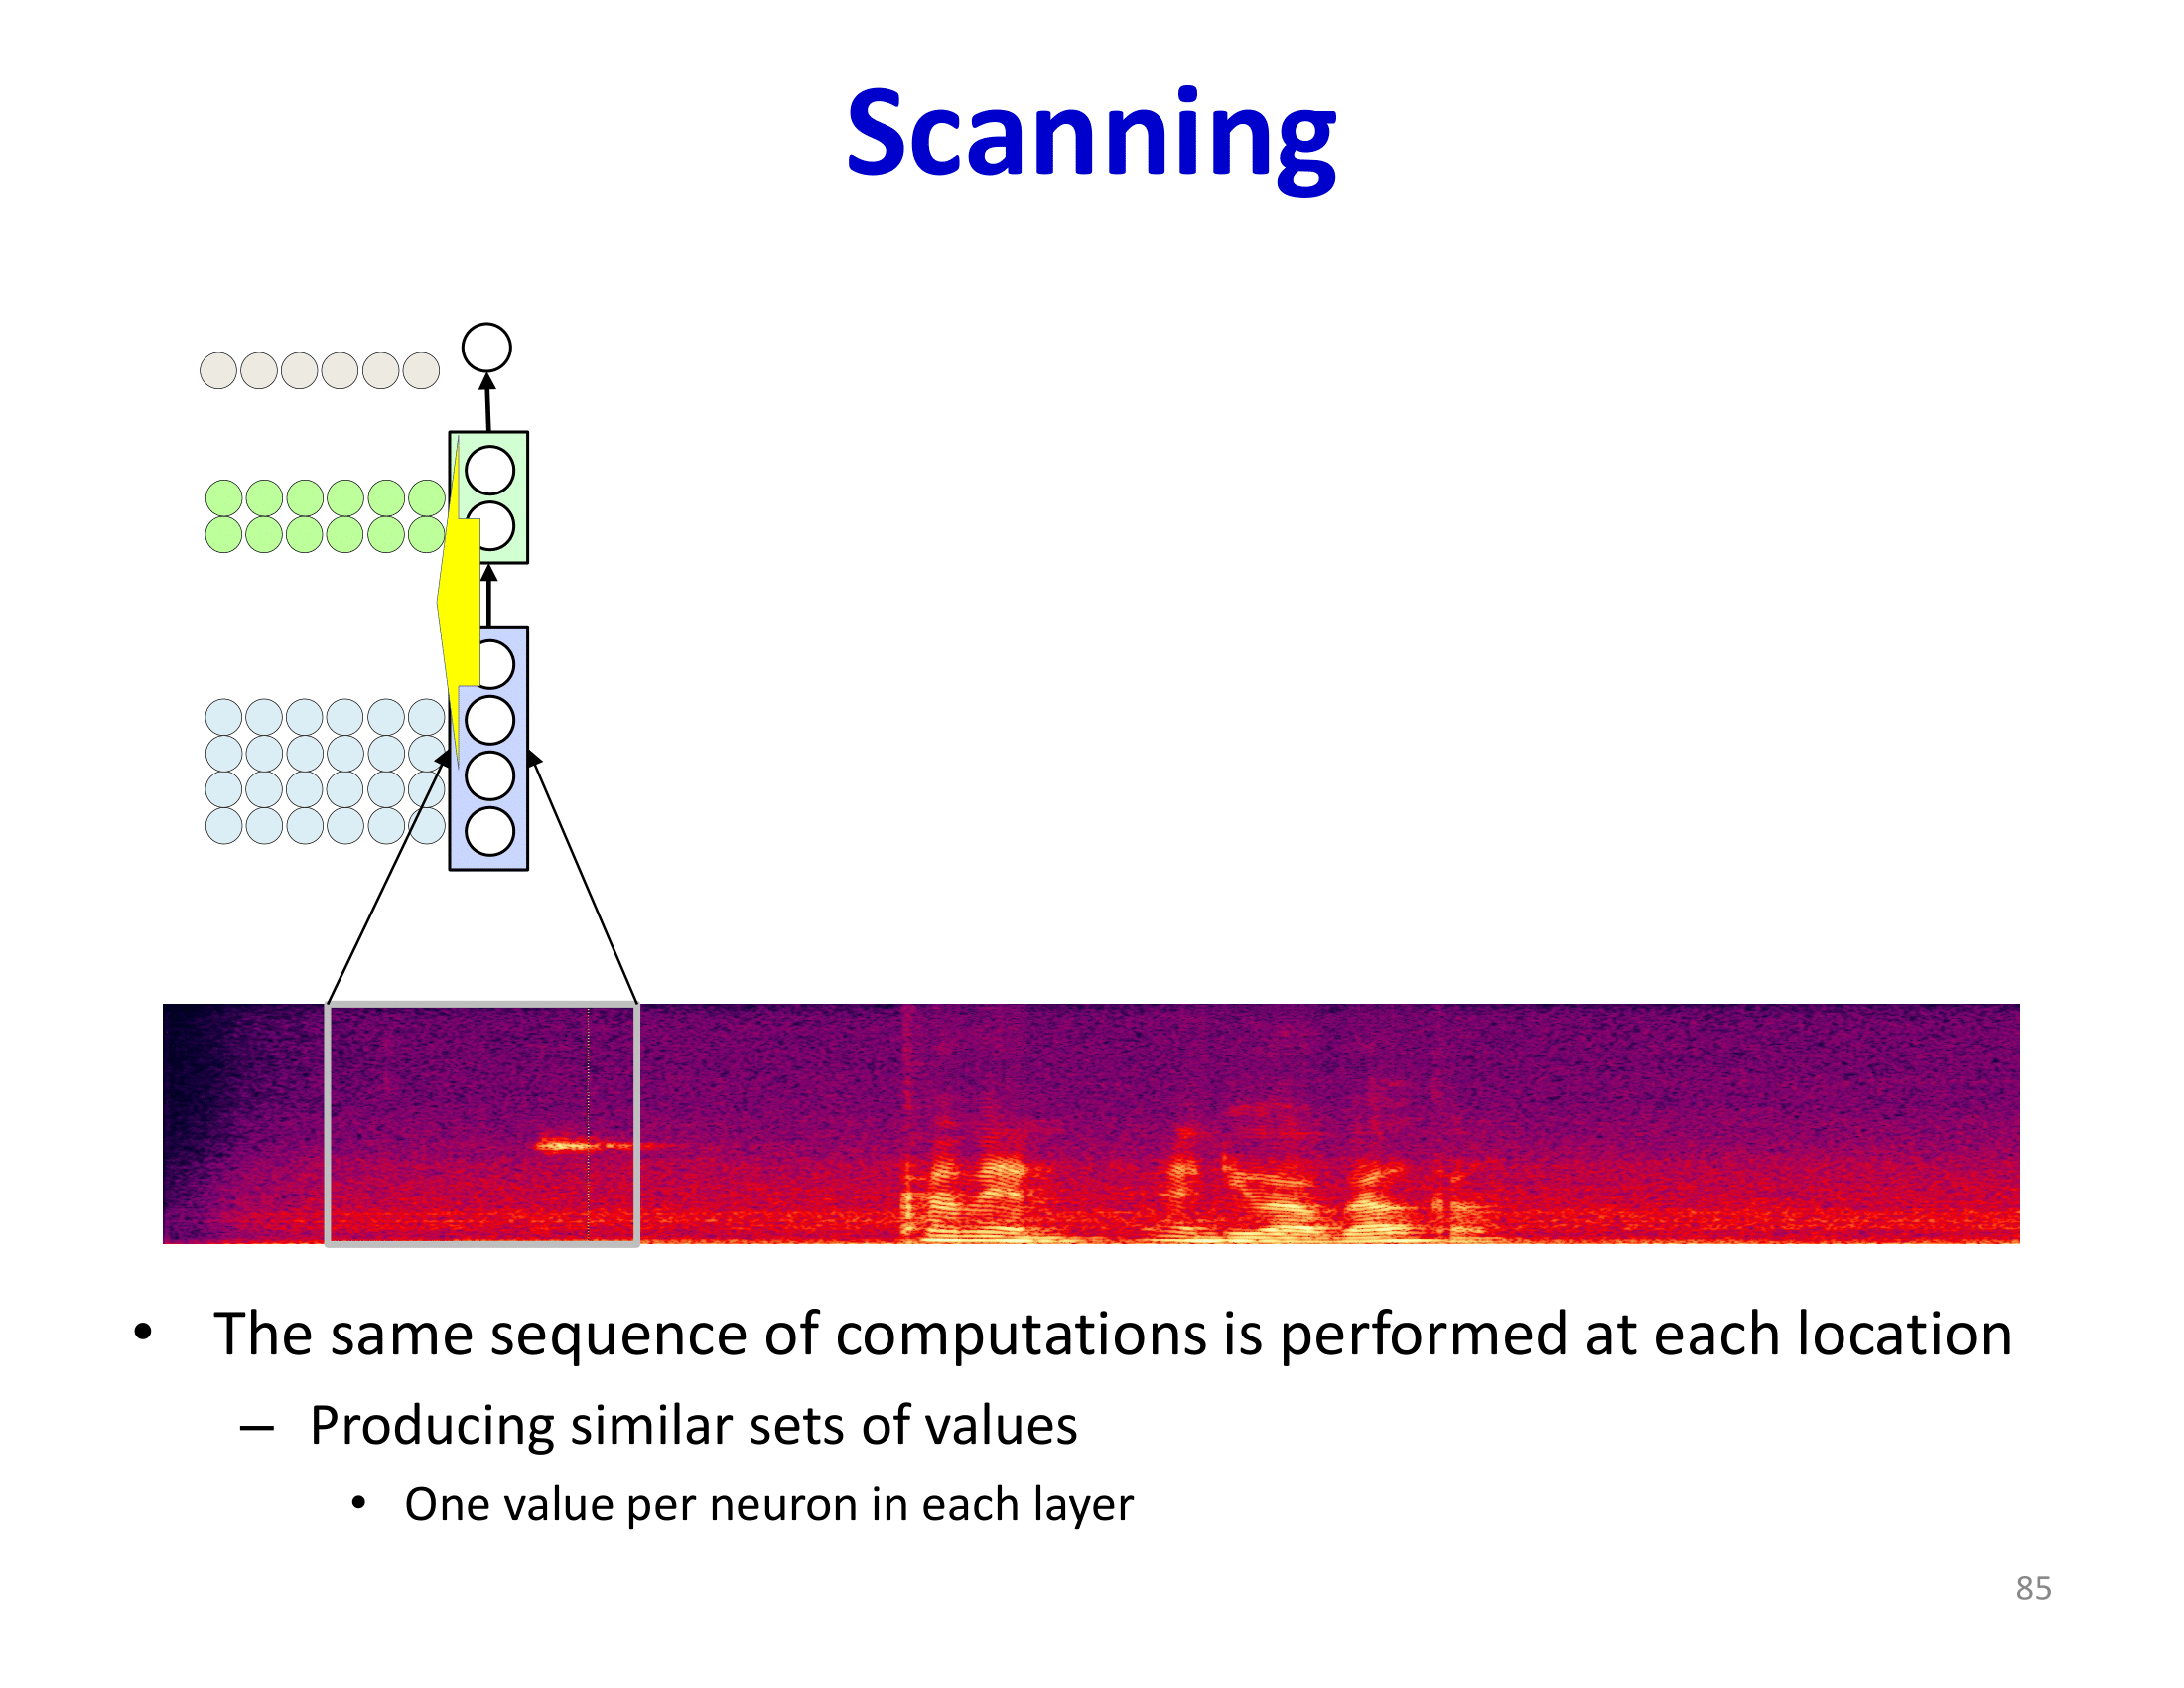 Scanning
• The same sequence of computations is performed at each location
– Producing similar sets of values
• One value per neuron in each layer
85